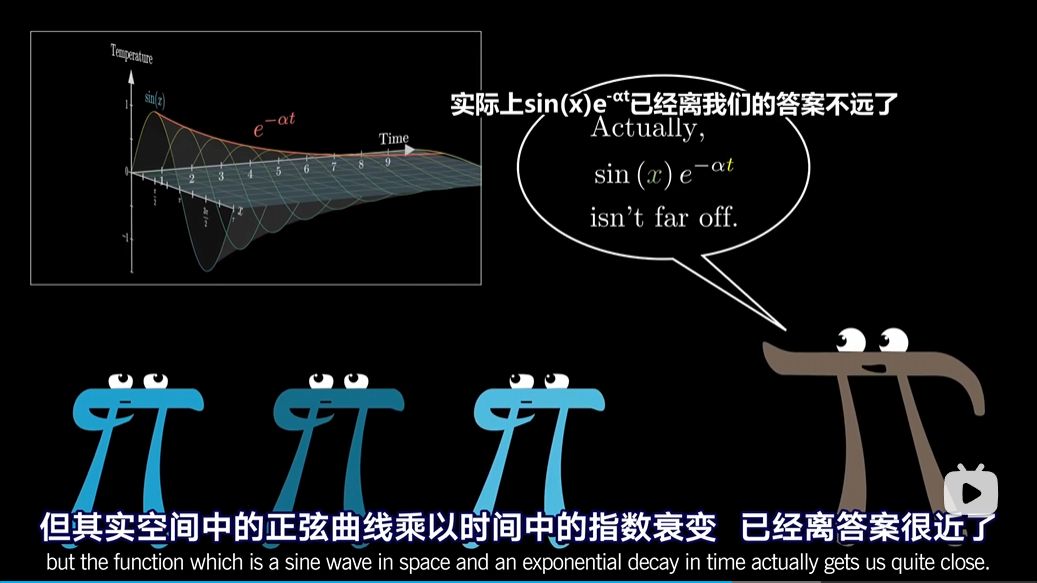 Temperature
sin(x)
1
e^{-αt}
Time
0
1 2 3 4 5 6 7 8 9
x
-1
实际上sin(x)e^{-αt}已经离我们的答案不远了
Actually,
sin (x) e^{-αt}
isn't far off.
但其实空间中的正弦曲线乘以时间中的指数衰变 已经离答案很近了
but the function which is a sine wave in space and an exponential decay in time actually gets us quite close.